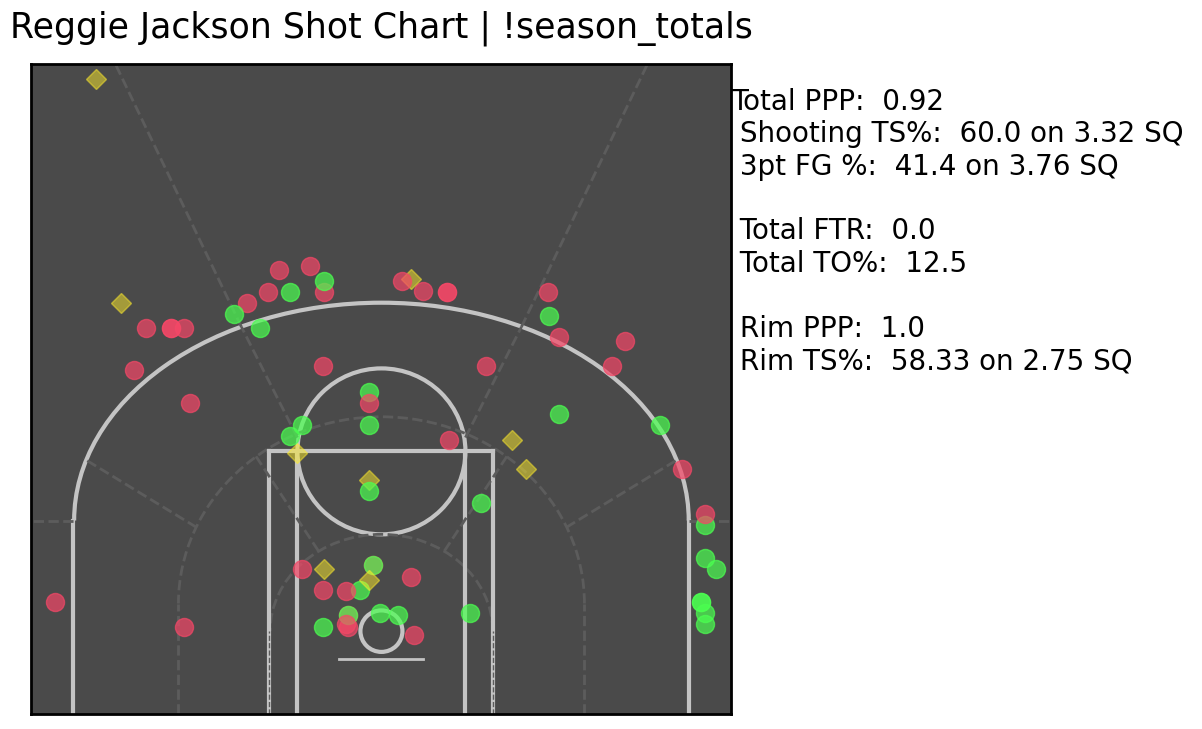 Reggie Jackson Shot Chart | !season_totals
Total PPP: 0.92
Shooting TS%: 60.0 on 3.32 SQ
3pt FG %: 41.4 on 3.76 SQ
Total FTR: 0.0
Total TO%: 12.5
Rim PPP: 1.0
Rim TS%: 58.33 on 2.75 SQ